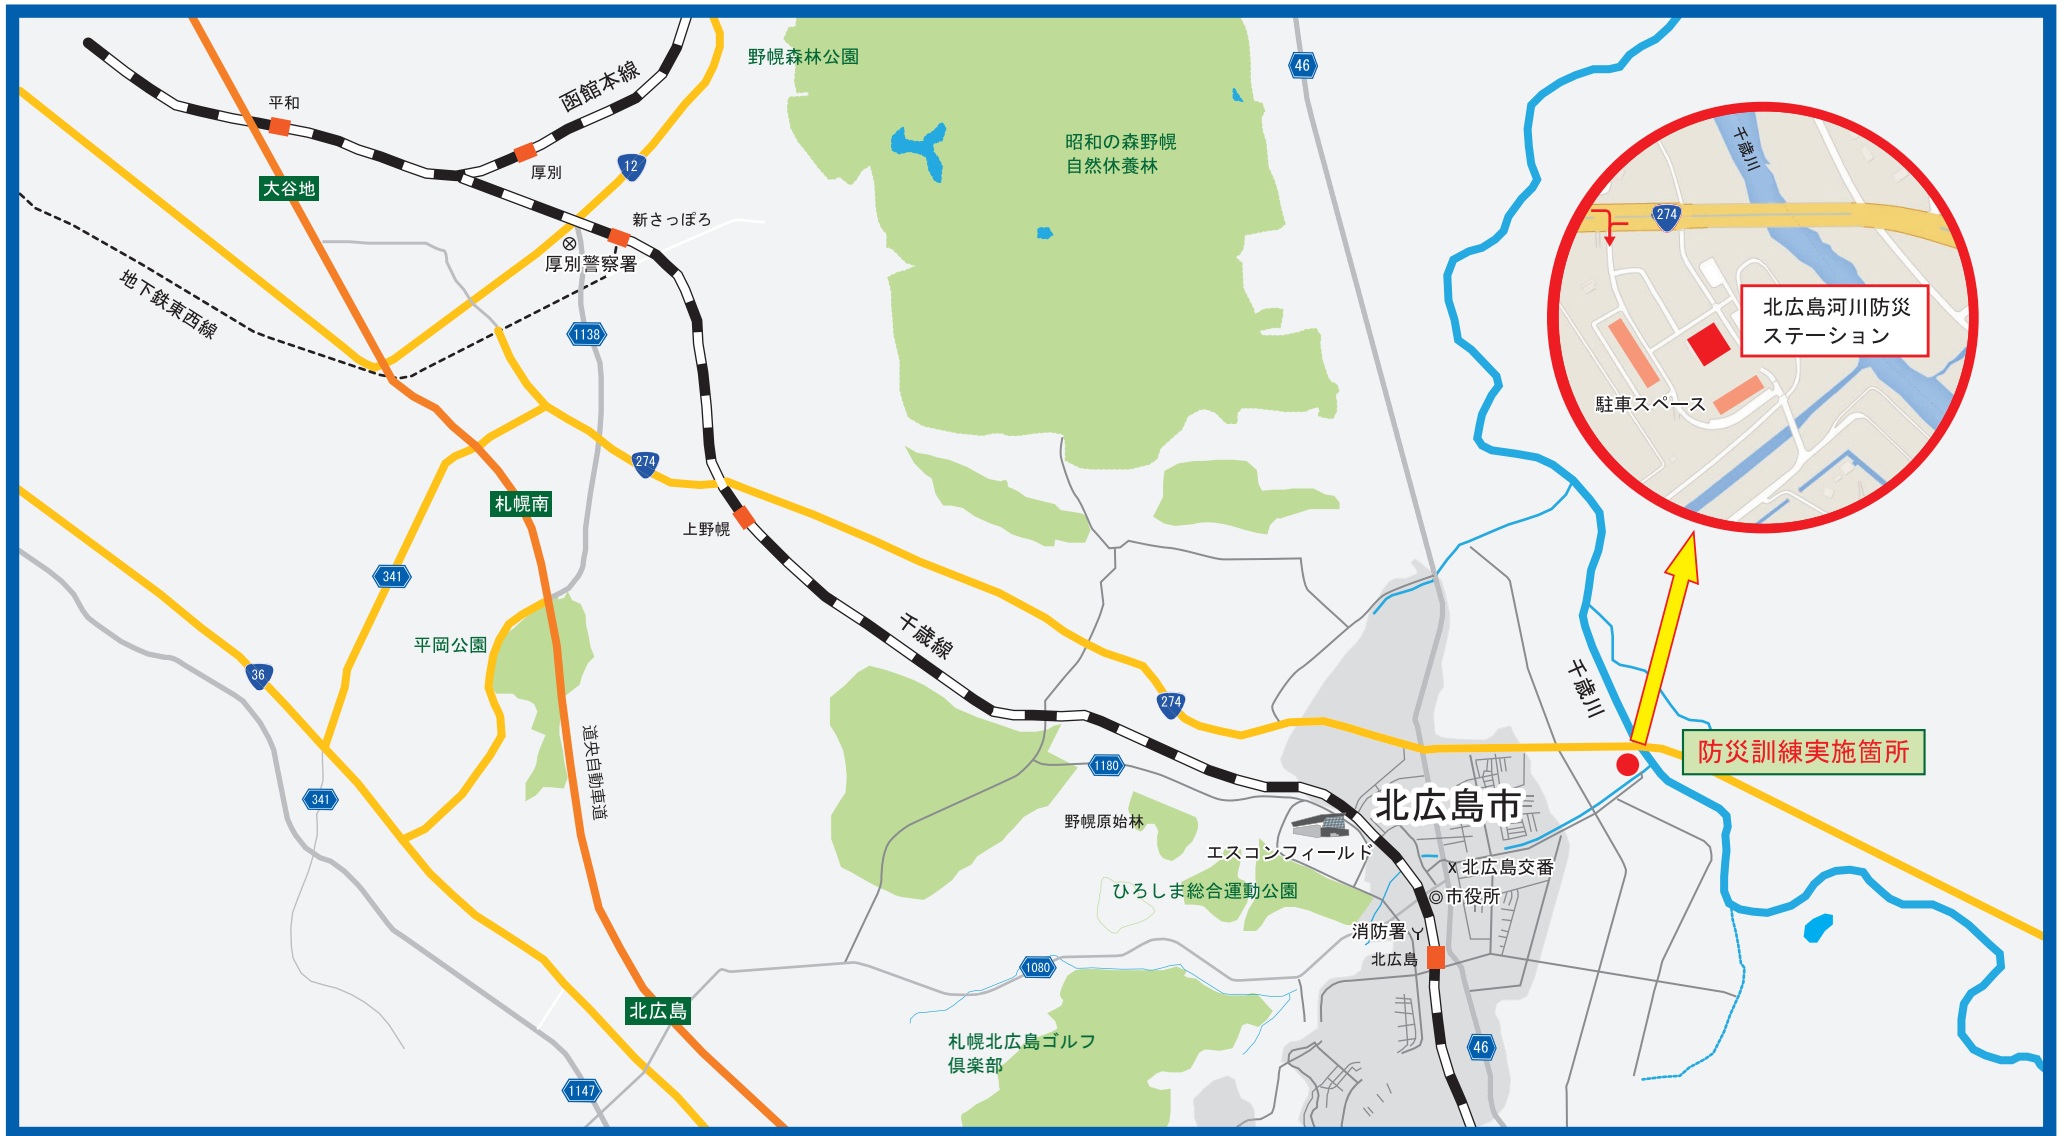 野幌森林公園
46
函館本線
平和
千歳川
昭和の森野幌
自然休養林
12
厚別
大谷地
274
新さっぽろ
厚別警察署
地下鉄東西線
北広島河川防災
ステーション
1138
駐車スペース
274
札幌南
上野幌
341
千歳線
平岡公園
36
千歳川
274
道央自動車道
防災訓練実施箇所
1180
341
北広島市
野幌原始林
エスコンフィールド
x北広島交番
ひろしま総合運動公園
◎市役所
消防署Y
北広島
1080
北広島
札幌北広島ゴルフ
倶楽部
46
1147